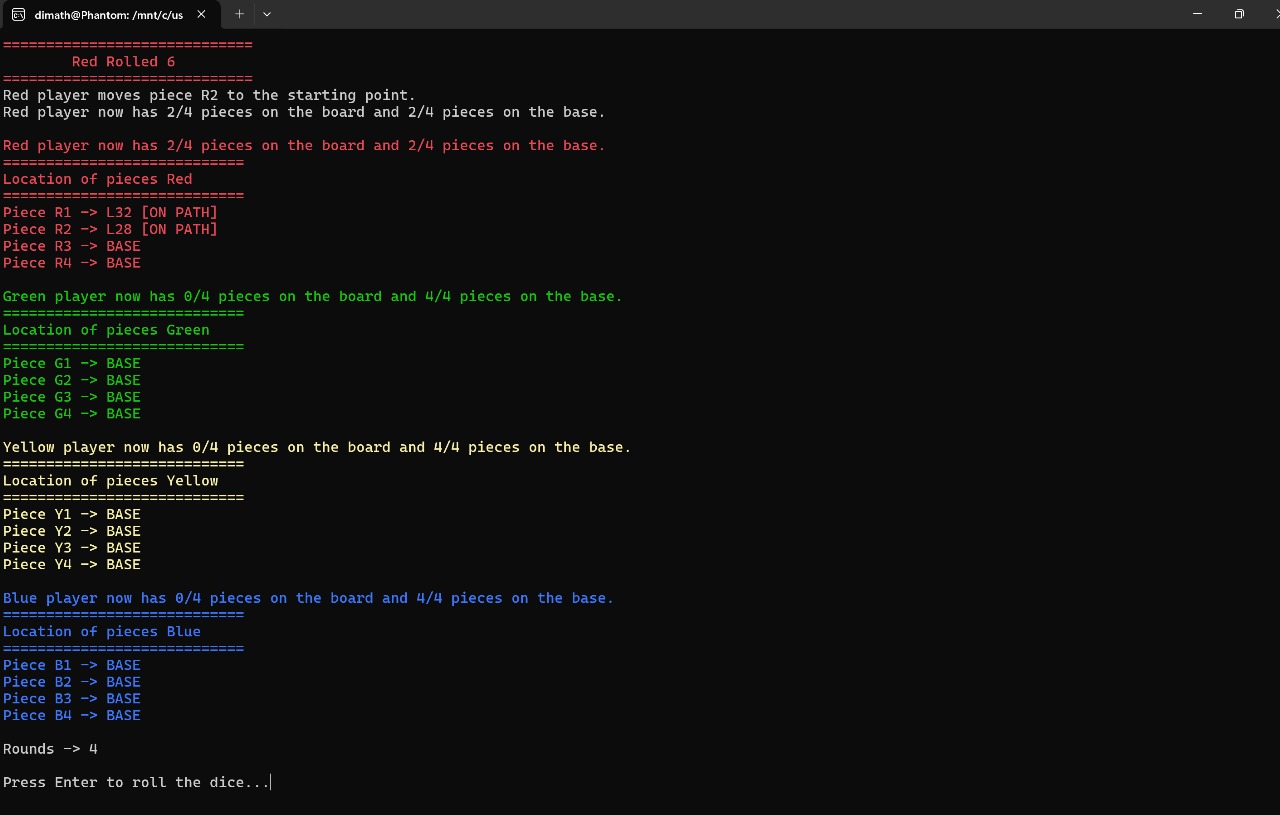 dimath@Phantom: /mnt/c/us
=============================
Red Rolled 6
=============================
Red player moves piece R2 to the starting point.
Red player now has 2/4 pieces on the board and 2/4 pieces on the base.
Red player now has 2/4 pieces on the board and 2/4 pieces on the base.
============================
Location of pieces Red
============================
Piece R1 -> L32 [ON PATH]
Piece R2 -> L28 [ON PATH]
Piece R3 -> BASE
Piece R4 -> BASE
Green player now has 0/4 pieces on the board and 4/4 pieces on the base.
============================
Location of pieces Green
============================
Piece G1 -> BASE
Piece G2 -> BASE
Piece G3 -> BASE
Piece G4 -> BASE
Yellow player now has 0/4 pieces on the board and 4/4 pieces on the base.
============================
Location of pieces Yellow
============================
Piece Y1 -> BASE
Piece Y2 -> BASE
Piece Y3 -> BASE
Piece Y4 -> BASE
Blue player now has 0/4 pieces on the board and 4/4 pieces on the base.
============================
Location of pieces Blue
============================
Piece B1 -> BASE
Piece B2 -> BASE
Piece B3 -> BASE
Piece B4 -> BASE
Rounds -> 4
Press Enter to roll the dice...